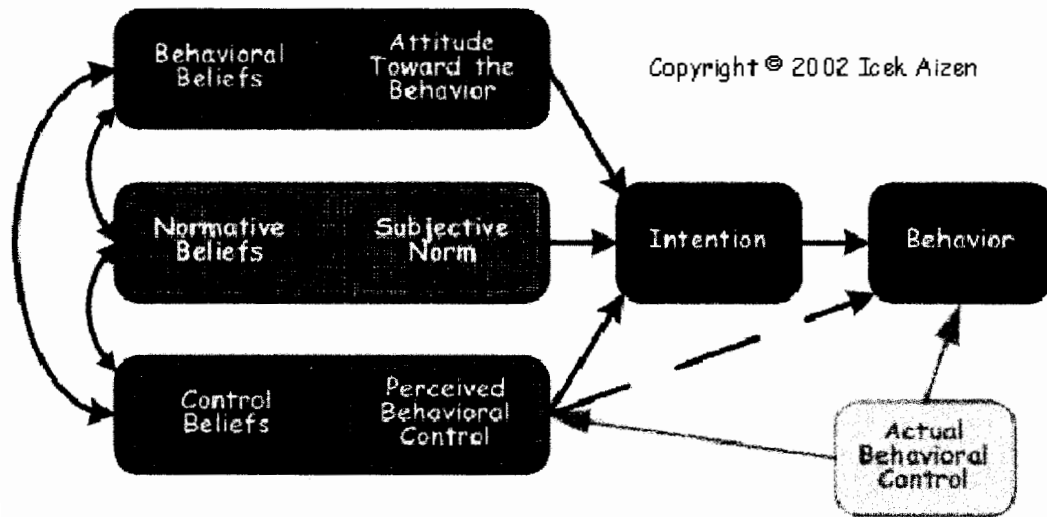 Behavioral
Beliefs
Attitude
Toward the
Behavior
Copyright © 2002 Icek Aizen
Normative
Beliefs
Subjective
Norm
Intention
Behavior
Control
Beliefs
Perceived
Behavioral
Control
Actual
Behavioral
Control